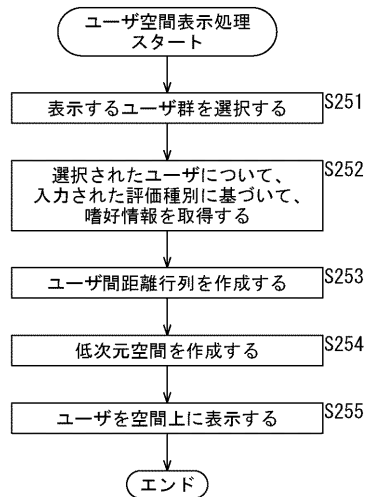 ユーザ空間表示処理
スタート
表示するユーザ群を選択する
S251
選択されたユーザについて、
入力された評価種別に基づいて、
嗜好情報を取得する
S252
ユーザ間距離行列を作成する
S253
低次元空間を作成する
S254
ユーザを空間上に表示する
S255
エンド